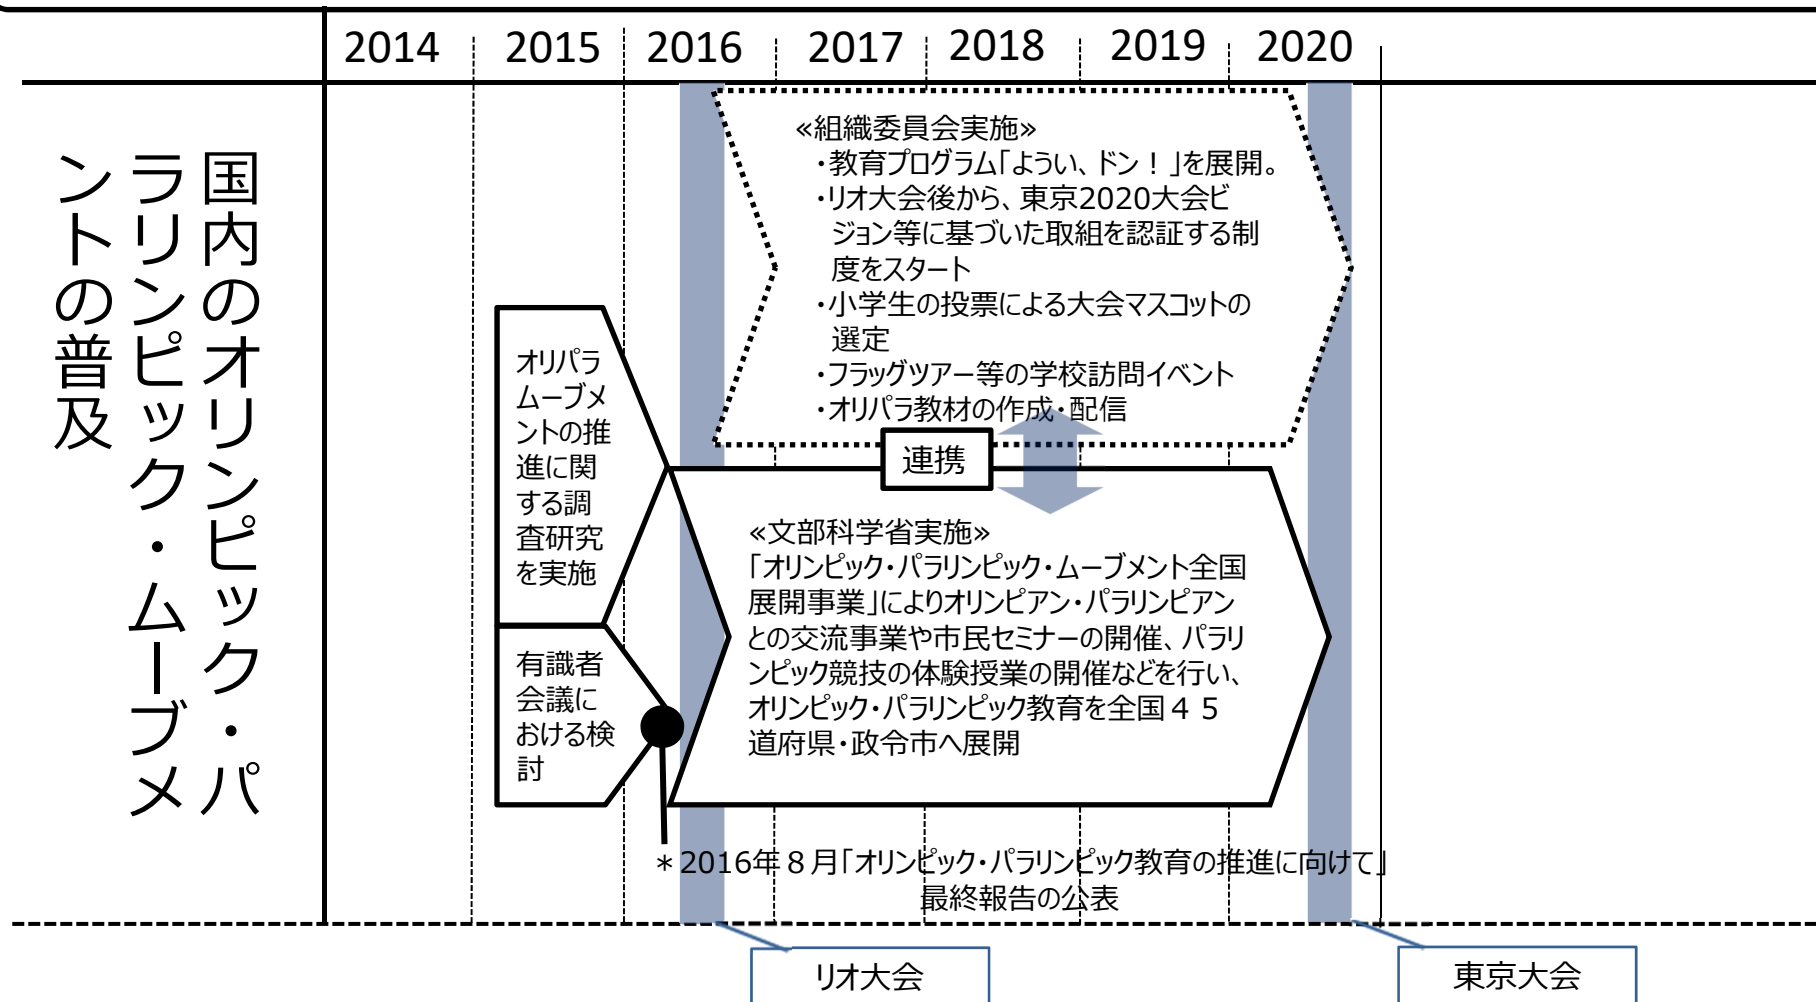 2014 2015 2016 2017 2018 2019 2020
国内のオリンピック・パ
ラリンピック・ムーブメ
ントの普及
≪組織委員会実施≫
・教育プログラム「ようい、ドン！」を展開。
・リオ大会後から、東京2020大会ビ
ジョン等に基づいた取組を認証する制
度をスタート
・小学生の投票による大会マスコットの
選定
・フラッグツアー等の学校訪問イベント
・オリパラ教材の作成・配信
オリパラ
ムーブメ
ントの推
進に関
する調
査研究
を実施
連携
≪文部科学省実施≫
「オリンピック・パラリンピック・ムーブメント全国
展開事業」によりオリンピアン・パラリンピアン
との交流事業や市民セミナーの開催、パラリ
ンピック競技の体験授業の開催などを行い、
オリンピック・パラリンピック教育を全国４５
道府県・政令市へ展開
有識者
会議に
おける検
討
＊2016年８月「オリンピック・パラリンピック教育の推進に向けて」
最終報告の公表
リオ大会
東京大会